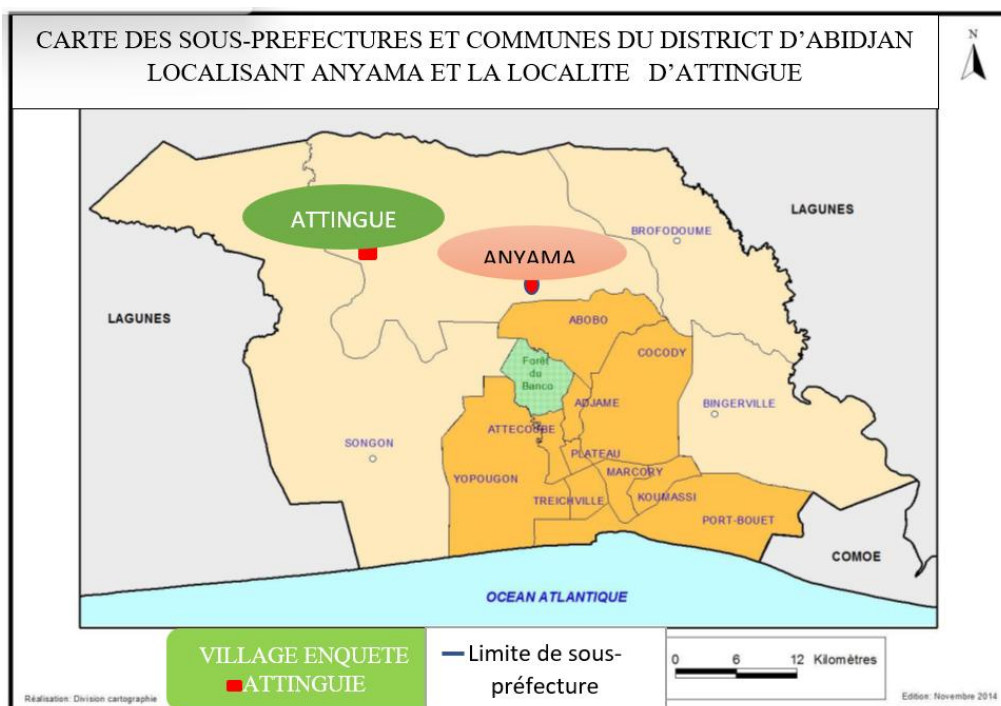 CARTE DES SOUS-PREFECTURES ET COMMUNES DU DISTRICT D'ABIDJAN
LOCALISANT ANYAMA ET LA LOCALITE D'ATTINGUE
N
ATTINGUE
LAGUNES
BROFODOUME
ANYAMA
LAGUNES
ABOBO
COCODY
Forêt
du
Banco
ADJAME
BINGERVILLE
ATTECOUBE
SONGON
PLATEAU
YOPOUGON
MARCORY
TREICHVILLE
KOUMASSI
PORT-BOUET
COMOE
OCEAN ATLANTIQUE
VILLAGE ENQUETE
ATTINGUIE
Limite de sous-
préfecture
0 6 12 Kilomètres
Réalisation: Division cartographie
Edition: Novembre 2014